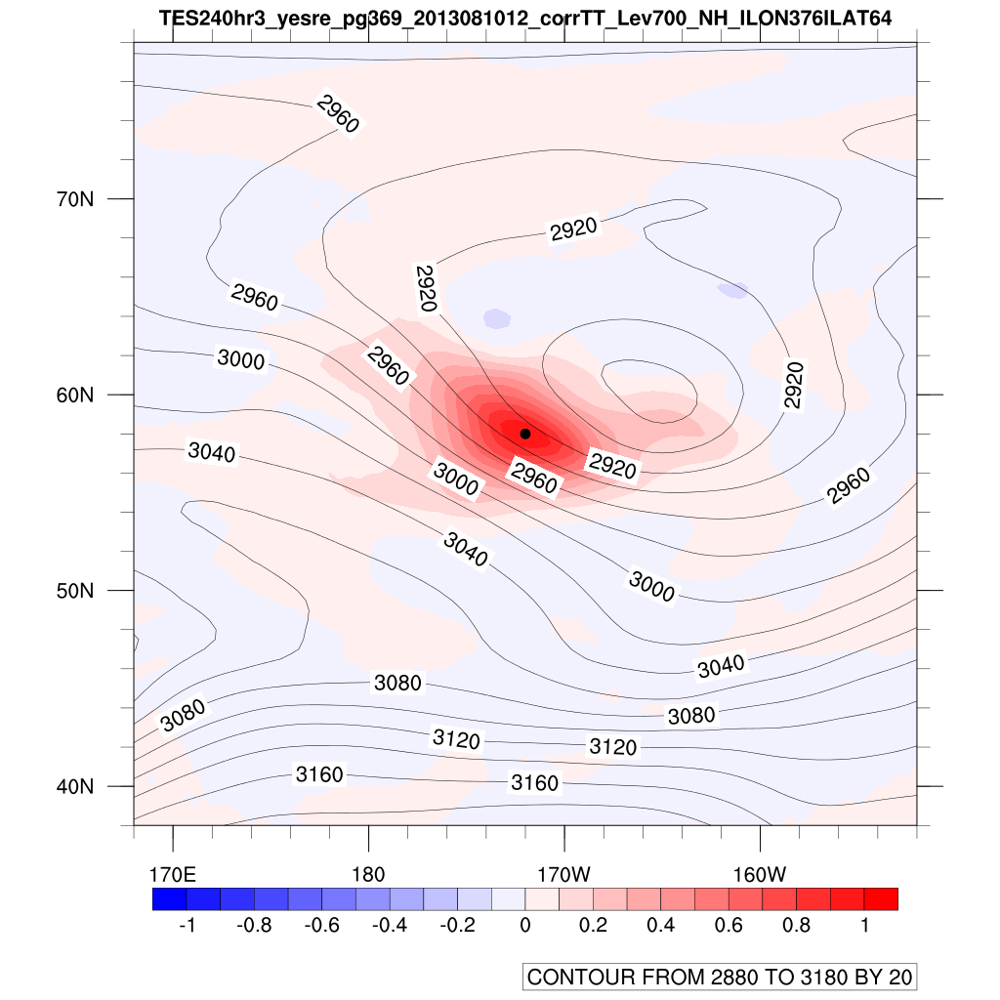 TES240hr3_yesre_pg369_2013081012_corrTT_Lev700_NH_ILON376ILAT64
2960
70N
2920
2920
2960
3000
2960
2920
60N
3040
2920
3000
2960
2960
3040
3000
50N
3040
3080
3080
3080
3120
3120
3160
3160
40N
170E 180 170W 160W
-1 -0.8 -0.6 -0.4 -0.2 0 0.2 0.4 0.6 0.8 1
CONTOUR FROM 2880 TO 3180 BY 20